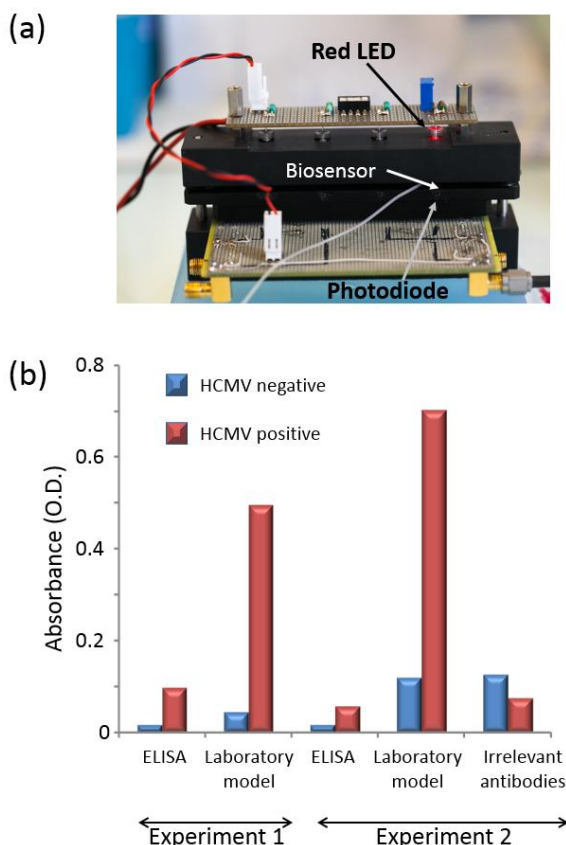 (a)
Red LED
Biosensor
Photodiode
(b)
0.8
0.6
0.4
0.2
0
Absorbance (O.D.)
HCMV negative
HCMV positive
ELISA
Laboratory
model
ELISA
Laboratory
model
Irrelevant
antibodies
Experiment 1
Experiment 2